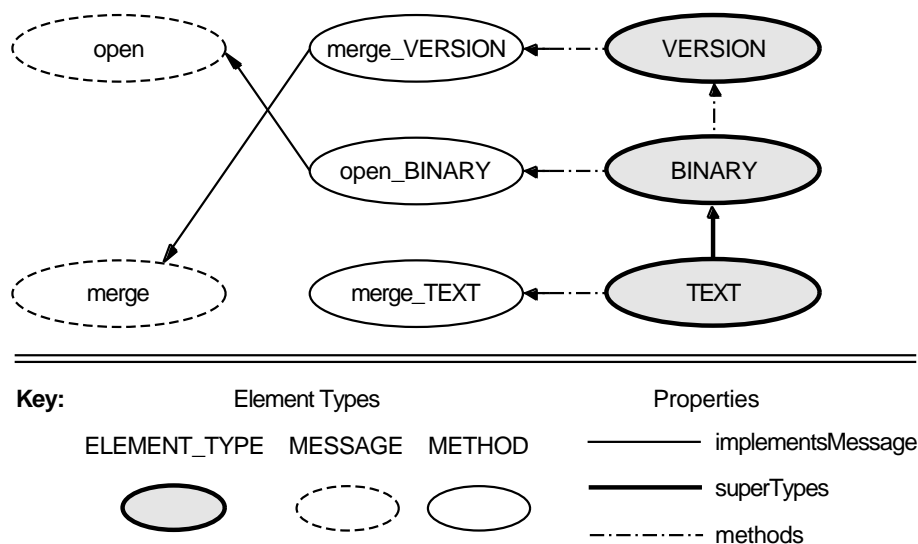 open merge_VERSION VERSION
open_BINARY BINARY
merge merge_TEXT TEXT
Key: Element Types Properties
ELEMENT_TYPE MESSAGE METHOD
implementsMessage
superTypes
methods